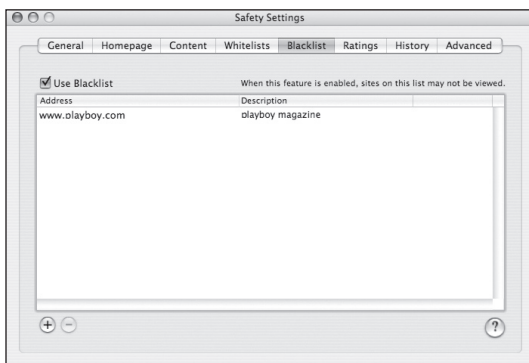 Safety Settings
General Homepage Content Whitelists Blacklist Ratings History Advanced
Use Blacklist When this feature is enabled, sites on this list may not be viewed.
Address Description
www.playboy.com playboy magazine
+ − ?